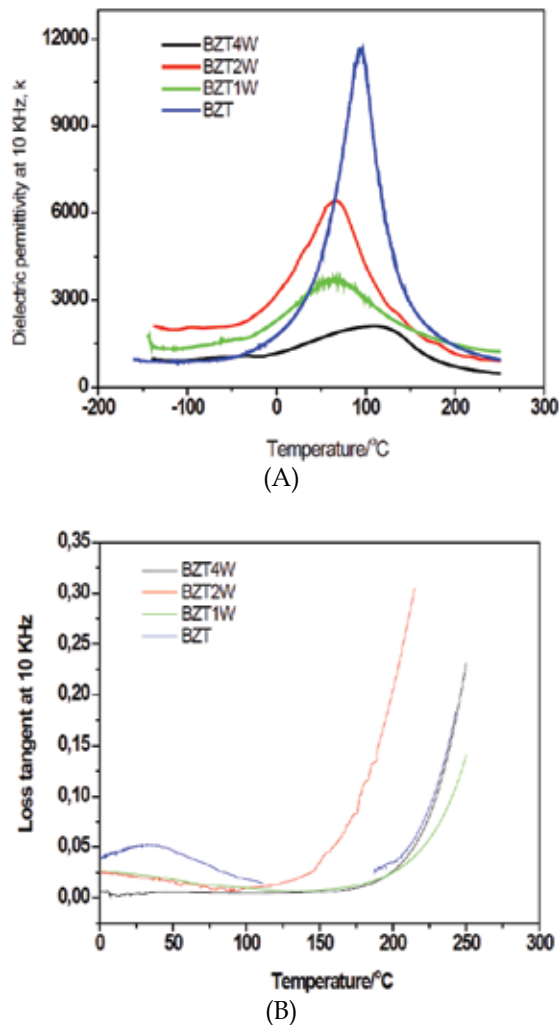 12000
9000
6000
3000
0
Dielectric permittivity at 10 KHz, k
BZT4W
BZT2W
BZT1W
BZT
-200 -100 0 100 200 300
Temperature/°C
(A)
0,35
0,30
0,25
0,20
0,15
0,10
0,05
0,00
Loss tangent at 10 KHz
BZT4W
BZT2W
BZT1W
BZT
0 50 100 150 200 250 300
Temperature/°C
(B)